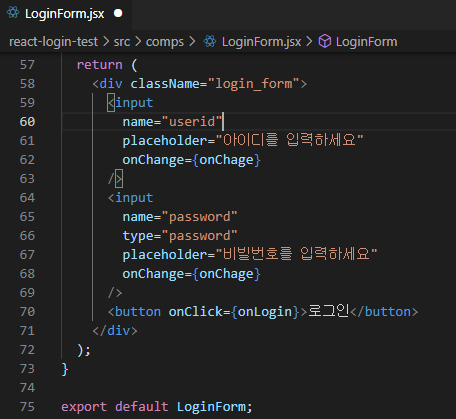 LoginForm.jsx
react-login-test > src > comps > LoginForm.jsx > LoginForm
57 return (
58 <div className="login_form">
59 <input
60 name="userid"
61 placeholder="아이디를 입력하세요"
62 onChange={onChage}
63 />
64 <input
65 name="password"
66 type="password"
67 placeholder="비빌번호를 입력하세요"
68 onChange={onChage}
69 />
70 <button onClick={onLogin}>로그인</button>
71 </div>
72 );
73 }
74
75 export default LoginForm;